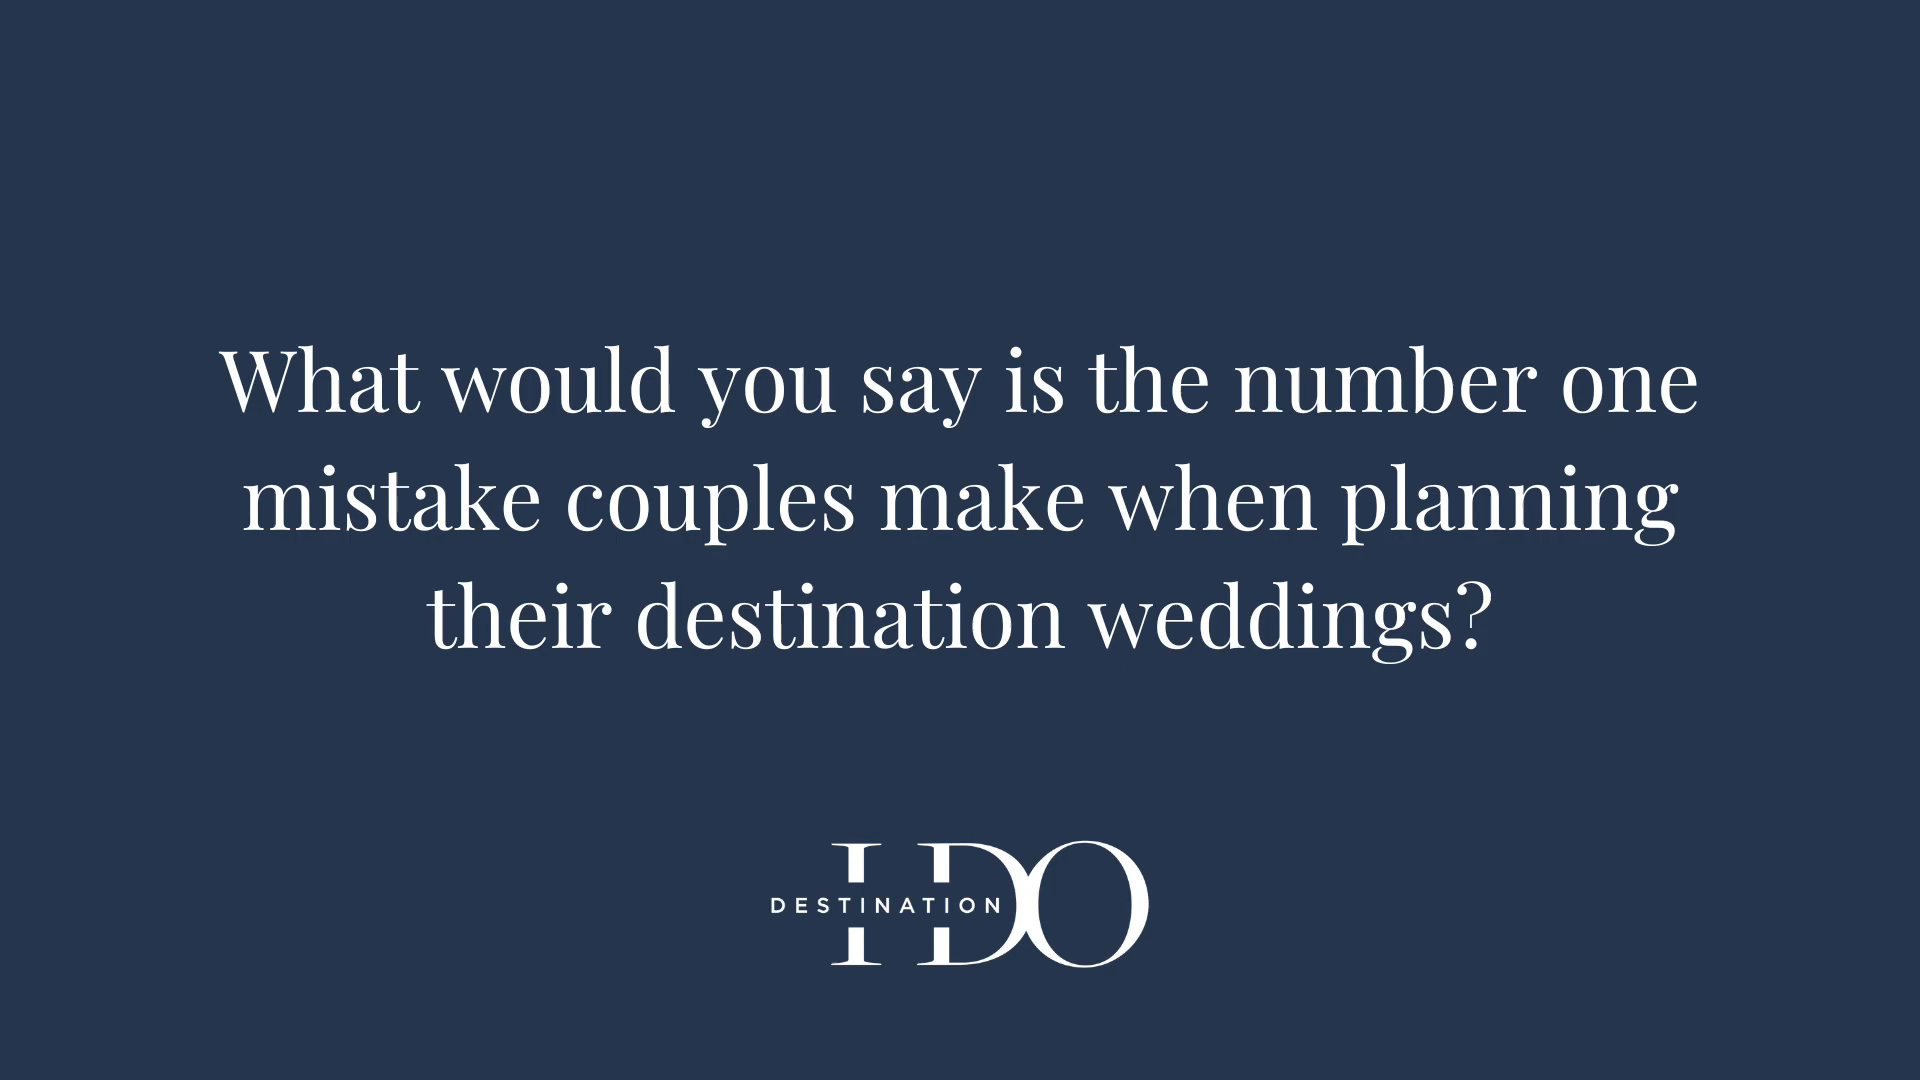 What would you say is the number one
mistake couples make when planning
their destination weddings?
I DO
DESTINATION